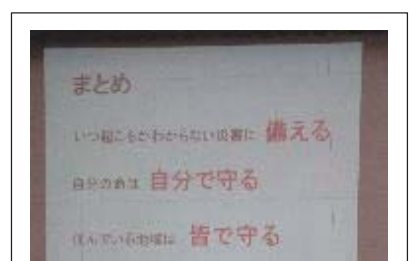 まとめ
いつ起こるかわからない災害に 備える
自分の命は 自分で守る
住んでいる地域は 皆で守る